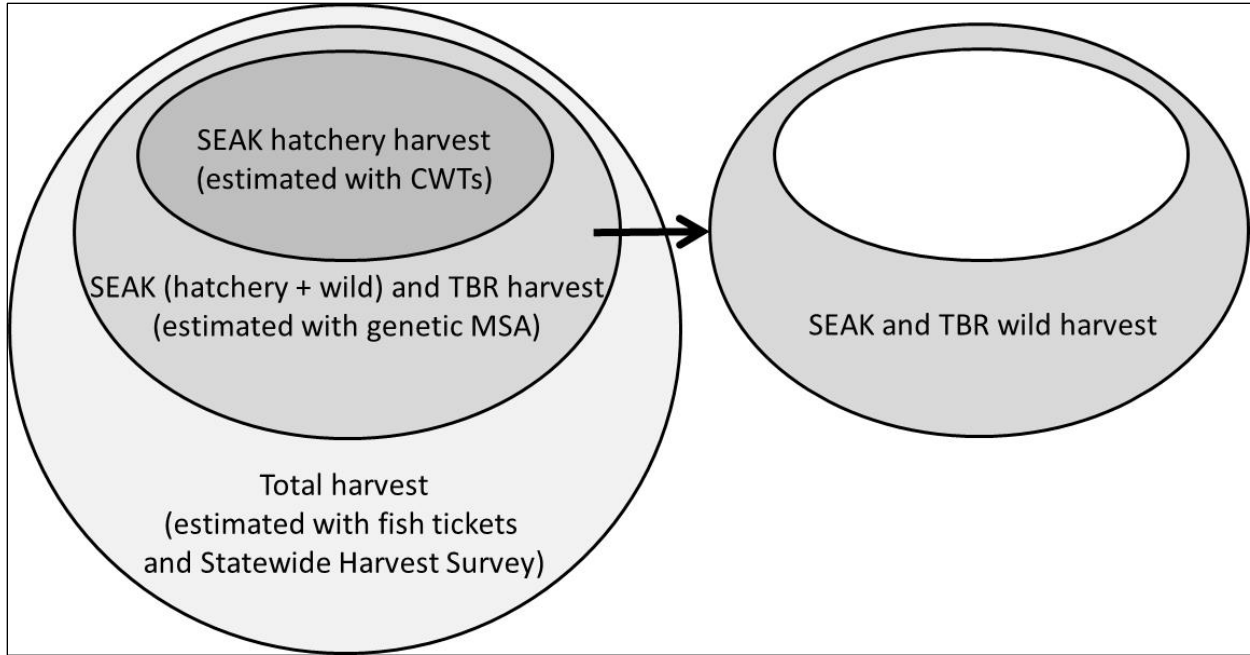 SEAK hatchery harvest
(estimated with CWTs)
SEAK (hatchery + wild) and TBR harvest
(estimated with genetic MSA)
Total harvest
(estimated with fish tickets
and Statewide Harvest Survey)
SEAK and TBR wild harvest